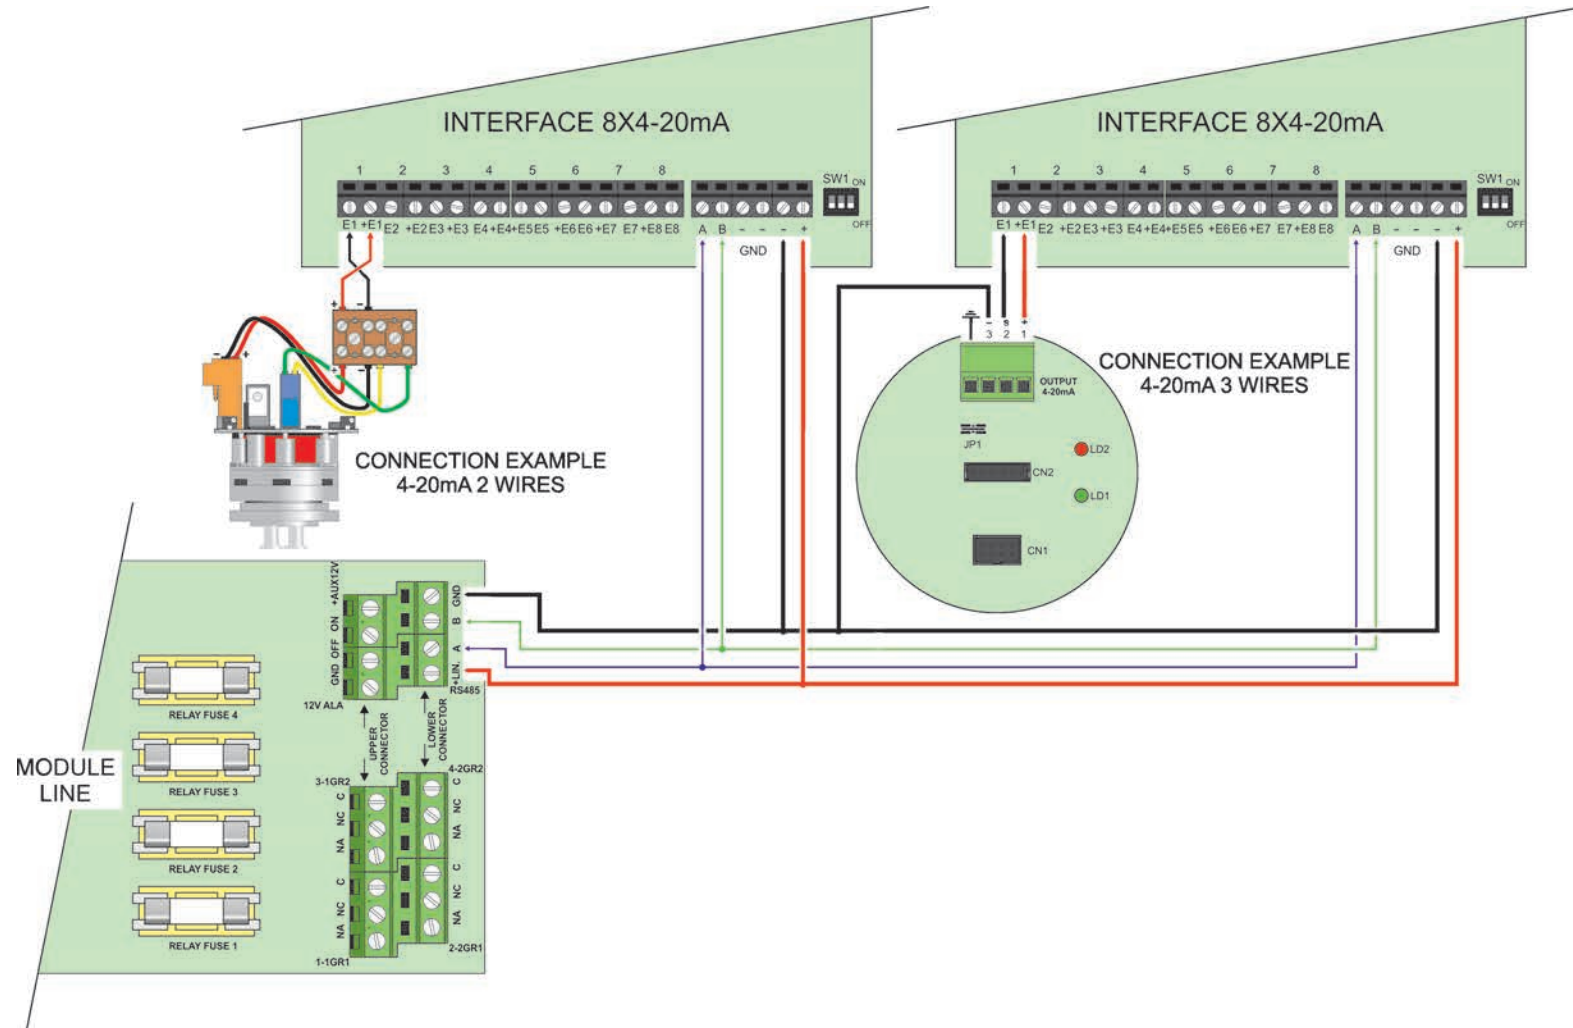 INTERFACE 8X4-20mA
1 2 3 4 5 6 7 8
SW1 ON
OFF
E1 +E1 E2 +E2 E3 +E3 E4 +E4 +E5 E5 +E6 E6 +E7 E7 +E8 E8
A B - - - +
GND
INTERFACE 8X4-20mA
1 2 3 4 5 6 7 8
SW1 ON
OFF
E1 +E1 E2 +E2 E3 +E3 E4 +E4 +E5 E5 +E6 E6 +E7 E7 +E8 E8
A B - - - +
GND
+ -
+ -
- +
CONNECTION EXAMPLE
4-20mA 2 WIRES
- S +
3 2 1
OUTPUT
4-20mA
JP1
LD2
CN2
LD1
CN1
CONNECTION EXAMPLE
4-20mA 3 WIRES
MODULE
LINE
RELAY FUSE 4
RELAY FUSE 3
RELAY FUSE 2
RELAY FUSE 1
+AUX12V
ON
OFF
GND
12V ALA
GND
B
A
+LIN.
RS485
UPPER
CONNECTOR
LOWER
CONNECTOR
3-1GR2
C
NC
NA
C
NC
NA
1-1GR1
4-2GR2
C
NC
NA
C
NC
NA
2-2GR1